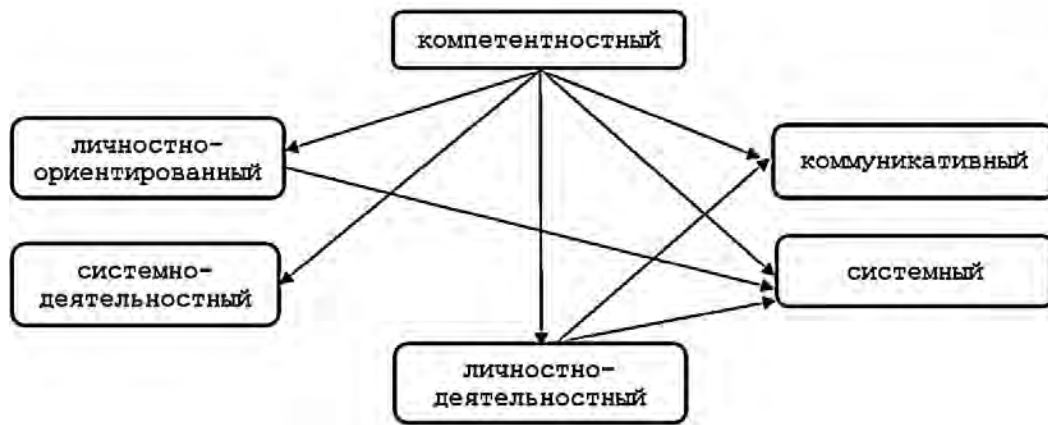 компетентностный
личностно-
ориентированный
коммуникативный
системно-
деятельностный
системный
личностно-
деятельностный